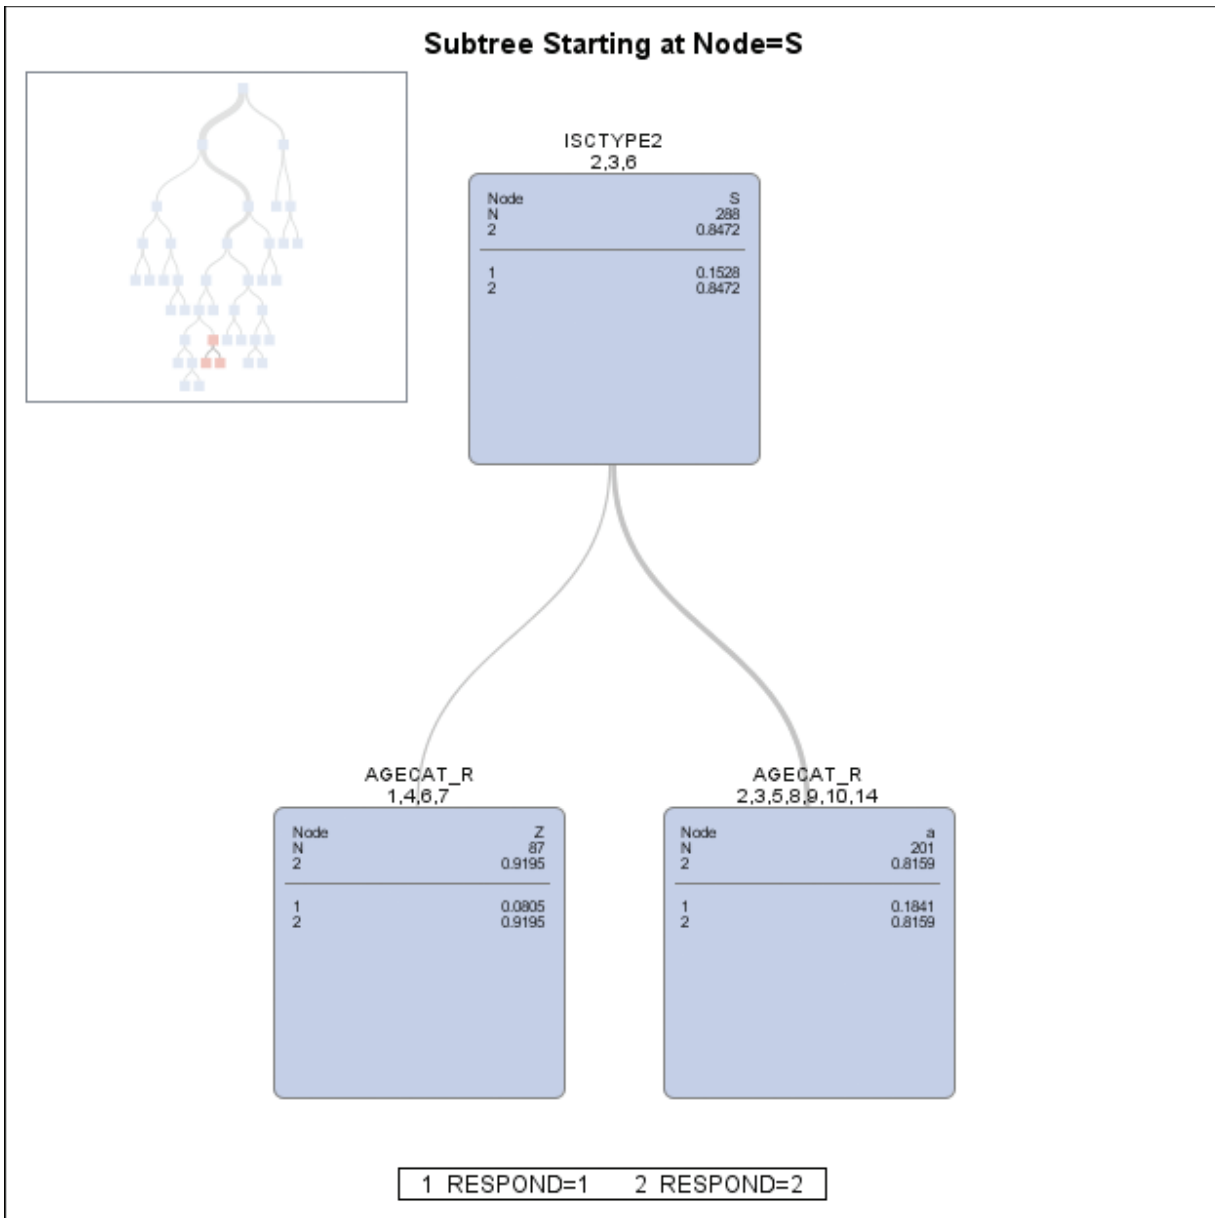 Subtree Starting at Node=S
ISCTYPE2
2,3,6
Node S
N 288
2 0.8472
1 0.1528
2 0.8472
AGECAT_R
1,4,6,7
Node Z
N 87
2 0.9195
1 0.0805
2 0.9195
AGECAT_R
2,3,5,8,9,10,14
Node a
N 201
2 0.8159
1 0.1841
2 0.8159
1 RESPOND=1 2 RESPOND=2